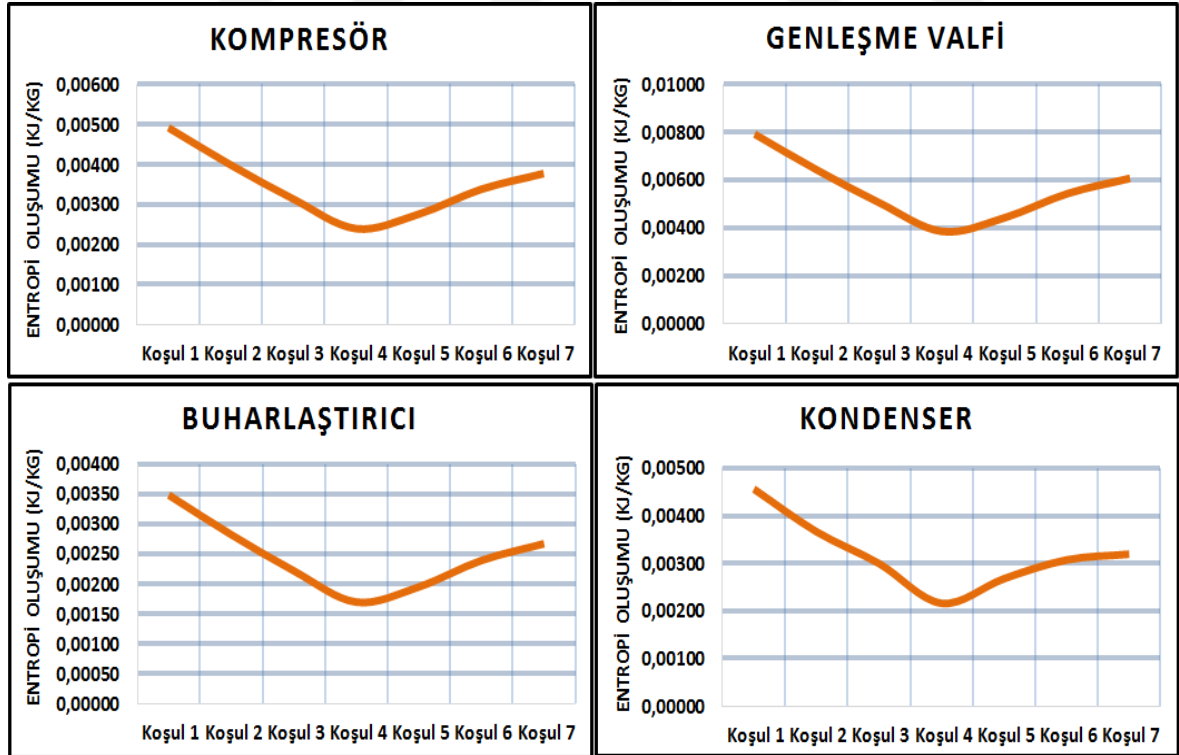 KOMPRESÖR
ENTROPİ OLUŞUMU (KJ/KG)
0,00600
0,00500
0,00400
0,00300
0,00200
0,00100
0,00000
Koşul 1 Koşul 2 Koşul 3 Koşul 4 Koşul 5 Koşul 6 Koşul 7
GENLEŞME VALFİ
ENTROPİ OLUŞUMU (KJ/KG)
0,01000
0,00800
0,00600
0,00400
0,00200
0,00000
Koşul 1 Koşul 2 Koşul 3 Koşul 4 Koşul 5 Koşul 6 Koşul 7
BUHARLAŞTIRICI
ENTROPİ OLUŞUMU (KJ/KG)
0,00400
0,00350
0,00300
0,00250
0,00200
0,00150
0,00100
0,00050
0,00000
Koşul 1 Koşul 2 Koşul 3 Koşul 4 Koşul 5 Koşul 6 Koşul 7
KONDENSER
ENTROPİ OLUŞUMU (KJ/KG)
0,00500
0,00400
0,00300
0,00200
0,00100
0,00000
Koşul 1 Koşul 2 Koşul 3 Koşul 4 Koşul 5 Koşul 6 Koşul 7